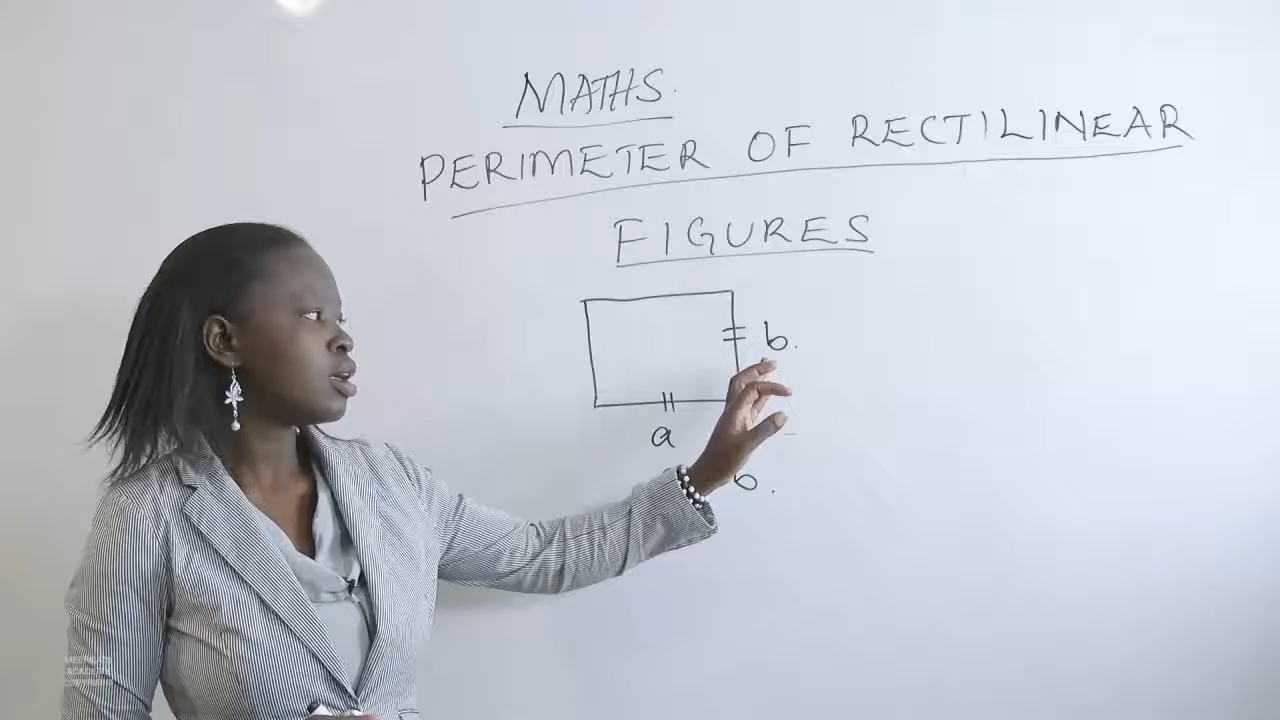 MATHS.
PERIMETER OF RECTILINEAR
FIGURES
b.
a
b.